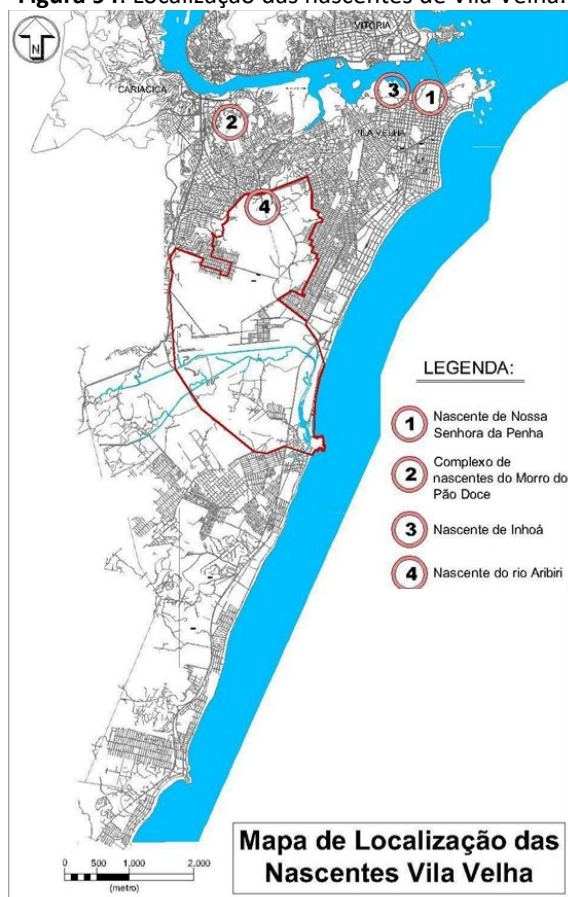 Figura 54. Localização das nascentes de Vila Velha.
N
VITÓRIA
CARIACICA
3
1
2
VILA VELHA
4
LEGENDA:
1 Nascente de Nossa
Senhora da Penha
2 Complexo de
nascentes do Morro do
Pão Doce
3 Nascente de Inhoá
4 Nascente do rio Aribiri
Mapa de Localização das
Nascentes Vila Velha
0 500 1,000 2,000
(metro)